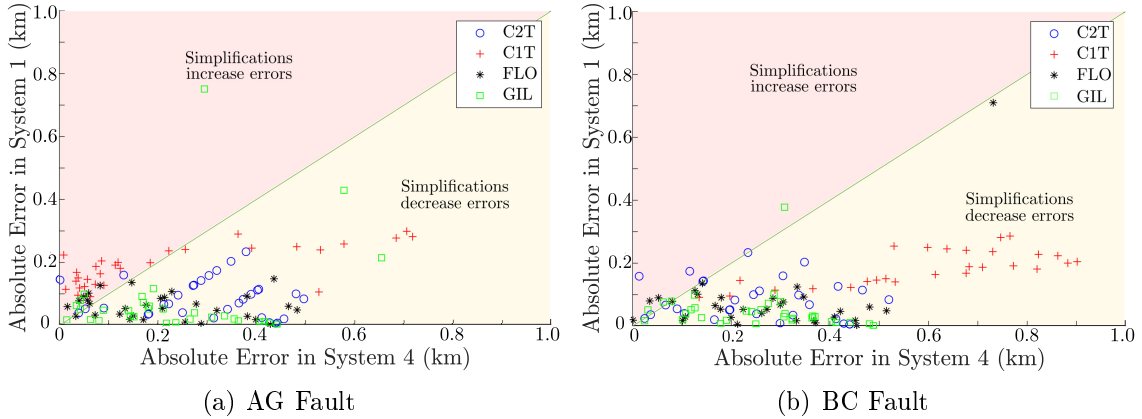 1.0
0.8
0.6
0.4
0.2
0
0.2
0.4
0.6
0.8
1.0
Absolute Error in System 1 (km)
Absolute Error in System 4 (km)
Simplifications
increase errors
Simplifications
decrease errors
C2T
C1T
FLO
GIL
(a) AG Fault
1.0
0.8
0.6
0.4
0.2
0
0.2
0.4
0.6
0.8
1.0
Absolute Error in System 1 (km)
Absolute Error in System 4 (km)
Simplifications
increase errors
Simplifications
decrease errors
C2T
C1T
FLO
GIL
(b) BC Fault